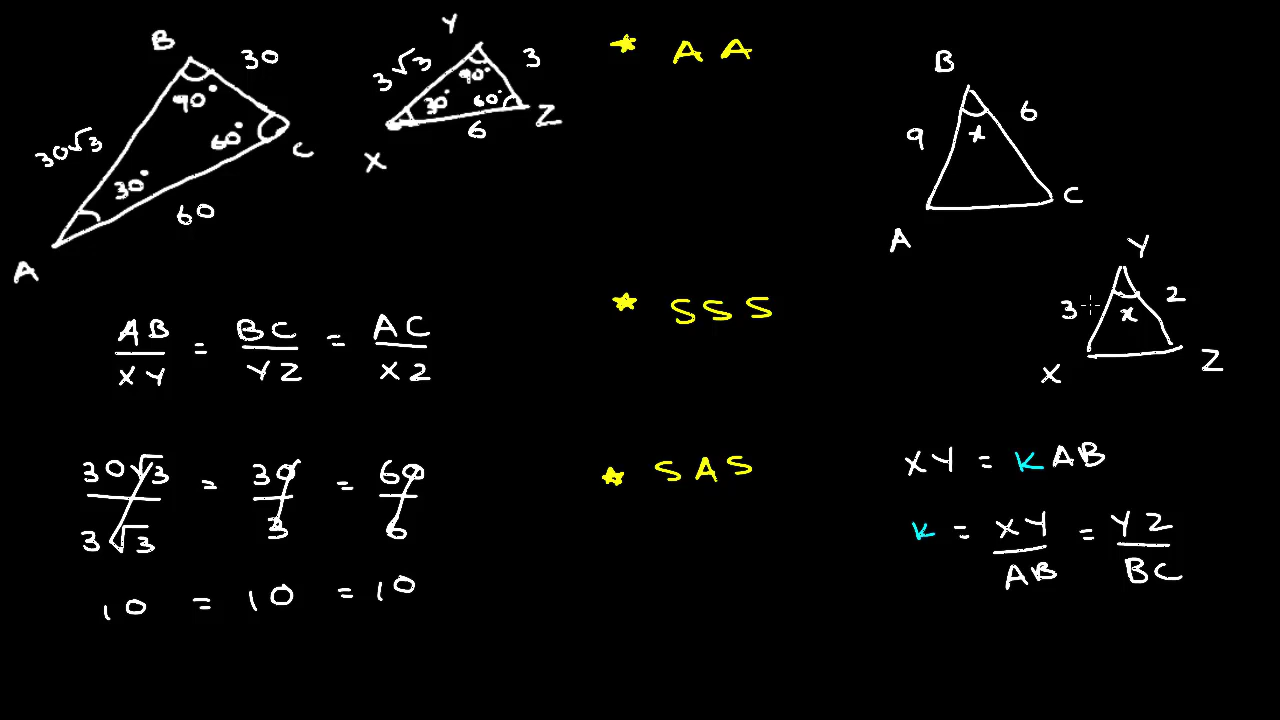 B 30
90°
60°
30√3
30°
C
60
A
Y
3√3 3
90°
30° 60°
6 Z
X
AB/XY = BC/YZ = AC/XZ
30√3/3√3 = 30/3 = 60/6
10 = 10 = 10
* AA
* SSS
* SAS
B
9 6
x
C
A
Y
3 2
x
X Z
XY = KAB
K = XY/AB = YZ/BC